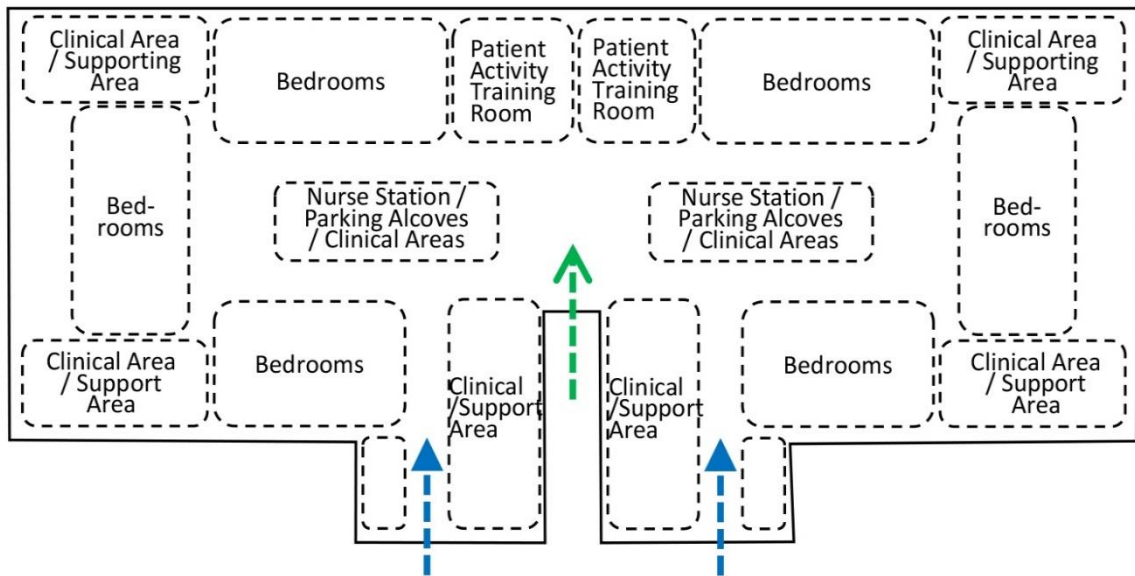 Clinical Area
/ Supporting
Area
Bedrooms
Patient
Activity
Training
Room
Patient
Activity
Training
Room
Bedrooms
Clinical Area
/ Supporting
Area
Bed-
rooms
Nurse Station /
Parking Alcoves
/ Clinical Areas
Nurse Station /
Parking Alcoves
/ Clinical Areas
Bed-
rooms
Clinical Area
/ Support
Area
Bedrooms
Clinical
/Support
Area
Clinical
/Support
Area
Bedrooms
Clinical Area
/ Support
Area